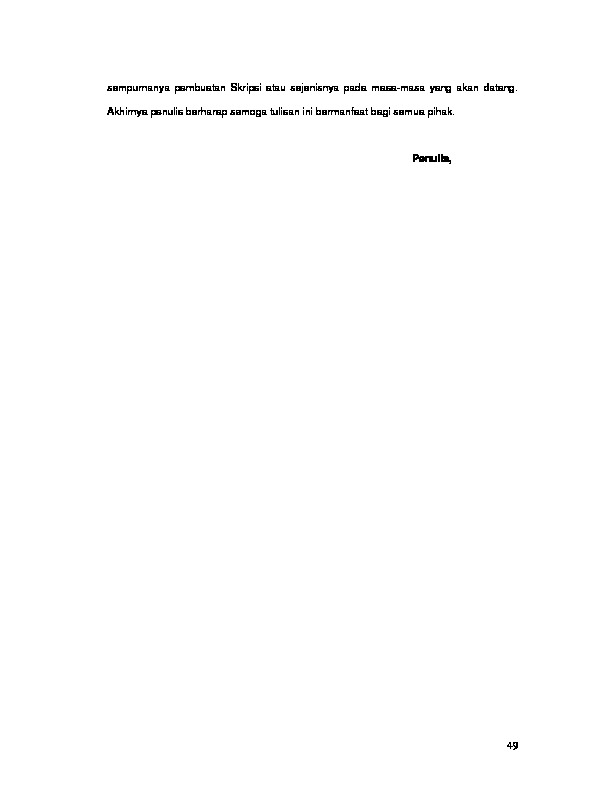 sempurnanya pembuatan Skripsi atau sejenisnya pada masa-masa yang akan datang.
Akhirnya penulis berharap semoga tulisan ini bermanfaat bagi semua pihak.
Penulis,
49